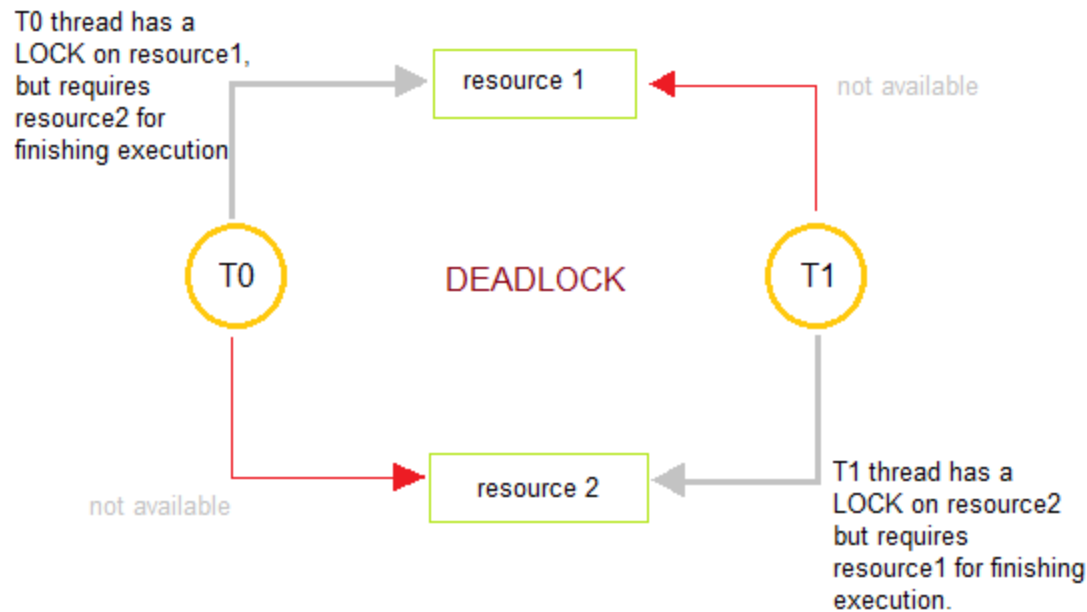 T0 thread has a
LOCK on resource1,
but requires
resource2 for
finishing execution
resource 1
not available
T0
DEADLOCK
T1
not available
resource 2
T1 thread has a
LOCK on resource2
but requires
resource1 for finishing
execution.